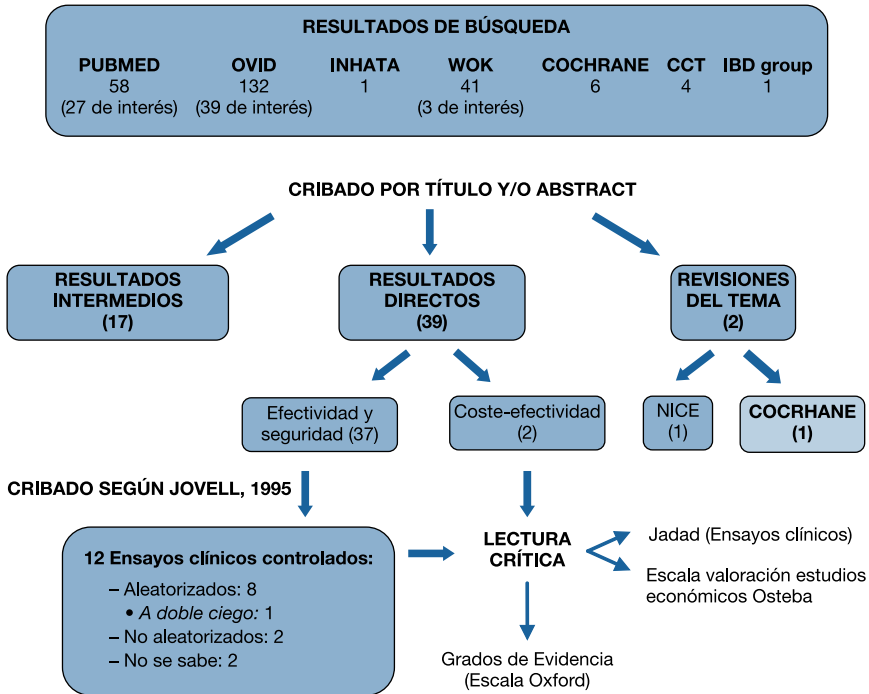 RESULTADOS DE BÚSQUEDA
PUBMED OVID INHATA WOK COCHRANE CCT IBD group
58 132 1 41 6 4 1
(27 de interés) (39 de interés) (3 de interés)
CRIBADO POR TÍTULO Y/O ABSTRACT
RESULTADOS
INTERMEDIOS
(17)
RESULTADOS
DIRECTOS
(39)
REVISIONES
DEL TEMA
(2)
Efectividad y
seguridad (37)
Coste-efectividad
(2)
NICE
(1)
COCRHANE
(1)
CRIBADO SEGÚN JOVELL, 1995
12 Ensayos clínicos controlados:
– Aleatorizados: 8
• A doble ciego: 1
– No aleatorizados: 2
– No se sabe: 2
LECTURA
CRÍTICA
Jadad (Ensayos clínicos)
Escala valoración estudios
económicos Osteba
Grados de Evidencia
(Escala Oxford)